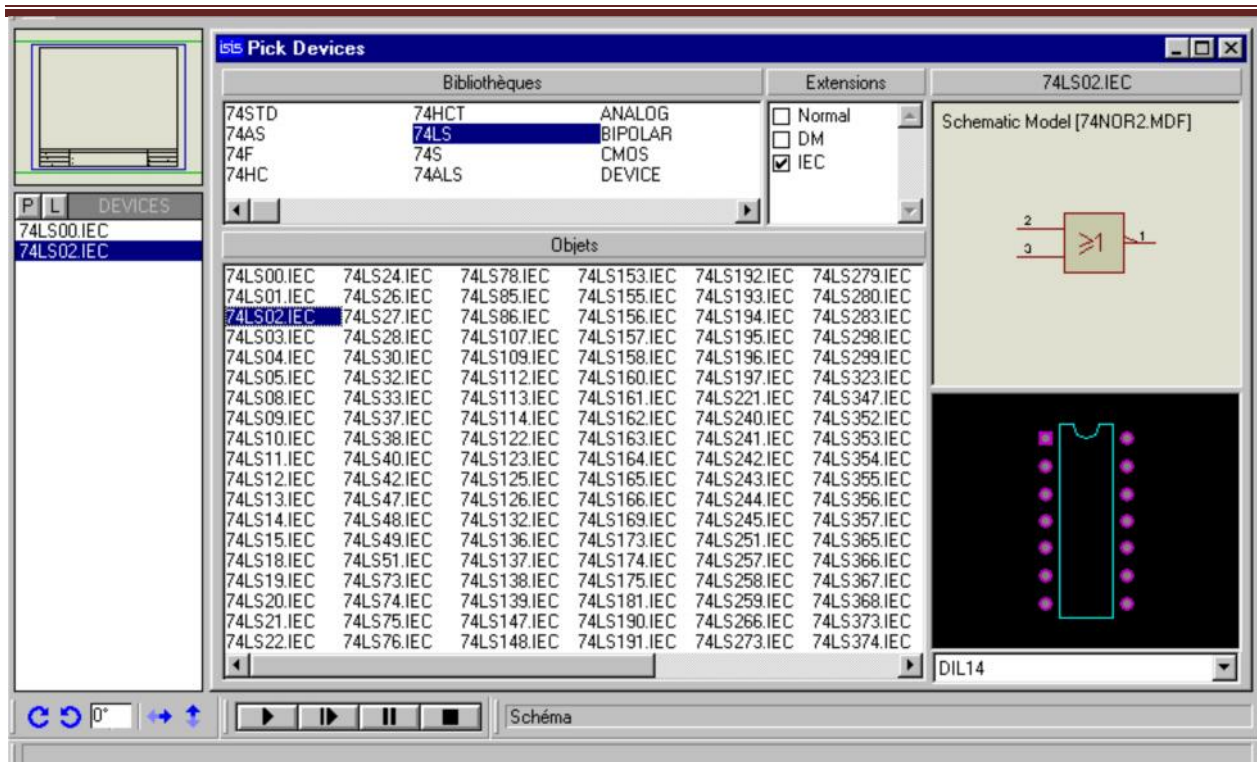 isis Pick Devices
Bibliothèques Extensions 74LS02.IEC
74STD 74HCT ANALOG
74AS 74LS BIPOLAR
74F 74S CMOS
74HC 74ALS DEVICE
Normal
DM
IEC
Schematic Model [74NOR2.MDF]
2
3
≥1
1
P L DEVICES
74LS00.IEC
74LS02.IEC
Objets
74LS00.IEC 74LS24.IEC 74LS78.IEC 74LS153.IEC 74LS192.IEC 74LS279.IEC
74LS01.IEC 74LS26.IEC 74LS85.IEC 74LS155.IEC 74LS193.IEC 74LS280.IEC
74LS02.IEC 74LS27.IEC 74LS86.IEC 74LS156.IEC 74LS194.IEC 74LS283.IEC
74LS03.IEC 74LS28.IEC 74LS107.IEC 74LS157.IEC 74LS195.IEC 74LS298.IEC
74LS04.IEC 74LS30.IEC 74LS109.IEC 74LS158.IEC 74LS196.IEC 74LS299.IEC
74LS05.IEC 74LS32.IEC 74LS112.IEC 74LS160.IEC 74LS197.IEC 74LS323.IEC
74LS08.IEC 74LS33.IEC 74LS113.IEC 74LS161.IEC 74LS221.IEC 74LS347.IEC
74LS09.IEC 74LS37.IEC 74LS114.IEC 74LS162.IEC 74LS240.IEC 74LS352.IEC
74LS10.IEC 74LS38.IEC 74LS122.IEC 74LS163.IEC 74LS241.IEC 74LS353.IEC
74LS11.IEC 74LS40.IEC 74LS123.IEC 74LS164.IEC 74LS242.IEC 74LS354.IEC
74LS12.IEC 74LS42.IEC 74LS125.IEC 74LS165.IEC 74LS243.IEC 74LS355.IEC
74LS13.IEC 74LS47.IEC 74LS126.IEC 74LS166.IEC 74LS244.IEC 74LS356.IEC
74LS14.IEC 74LS48.IEC 74LS132.IEC 74LS169.IEC 74LS245.IEC 74LS357.IEC
74LS15.IEC 74LS49.IEC 74LS136.IEC 74LS173.IEC 74LS251.IEC 74LS365.IEC
74LS18.IEC 74LS51.IEC 74LS137.IEC 74LS174.IEC 74LS257.IEC 74LS366.IEC
74LS19.IEC 74LS73.IEC 74LS138.IEC 74LS175.IEC 74LS258.IEC 74LS367.IEC
74LS20.IEC 74LS74.IEC 74LS139.IEC 74LS181.IEC 74LS259.IEC 74LS368.IEC
74LS21.IEC 74LS75.IEC 74LS147.IEC 74LS190.IEC 74LS266.IEC 74LS373.IEC
74LS22.IEC 74LS76.IEC 74LS148.IEC 74LS191.IEC 74LS273.IEC 74LS374.IEC
DIL14
0° Schéma